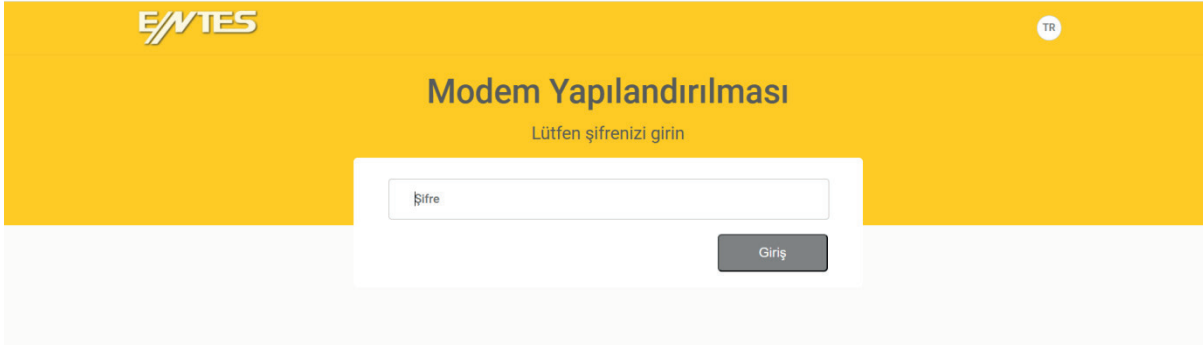 ENTES
TR
Modem Yapılandırılması
Lütfen şifrenizi girin
Şifre
Giriş